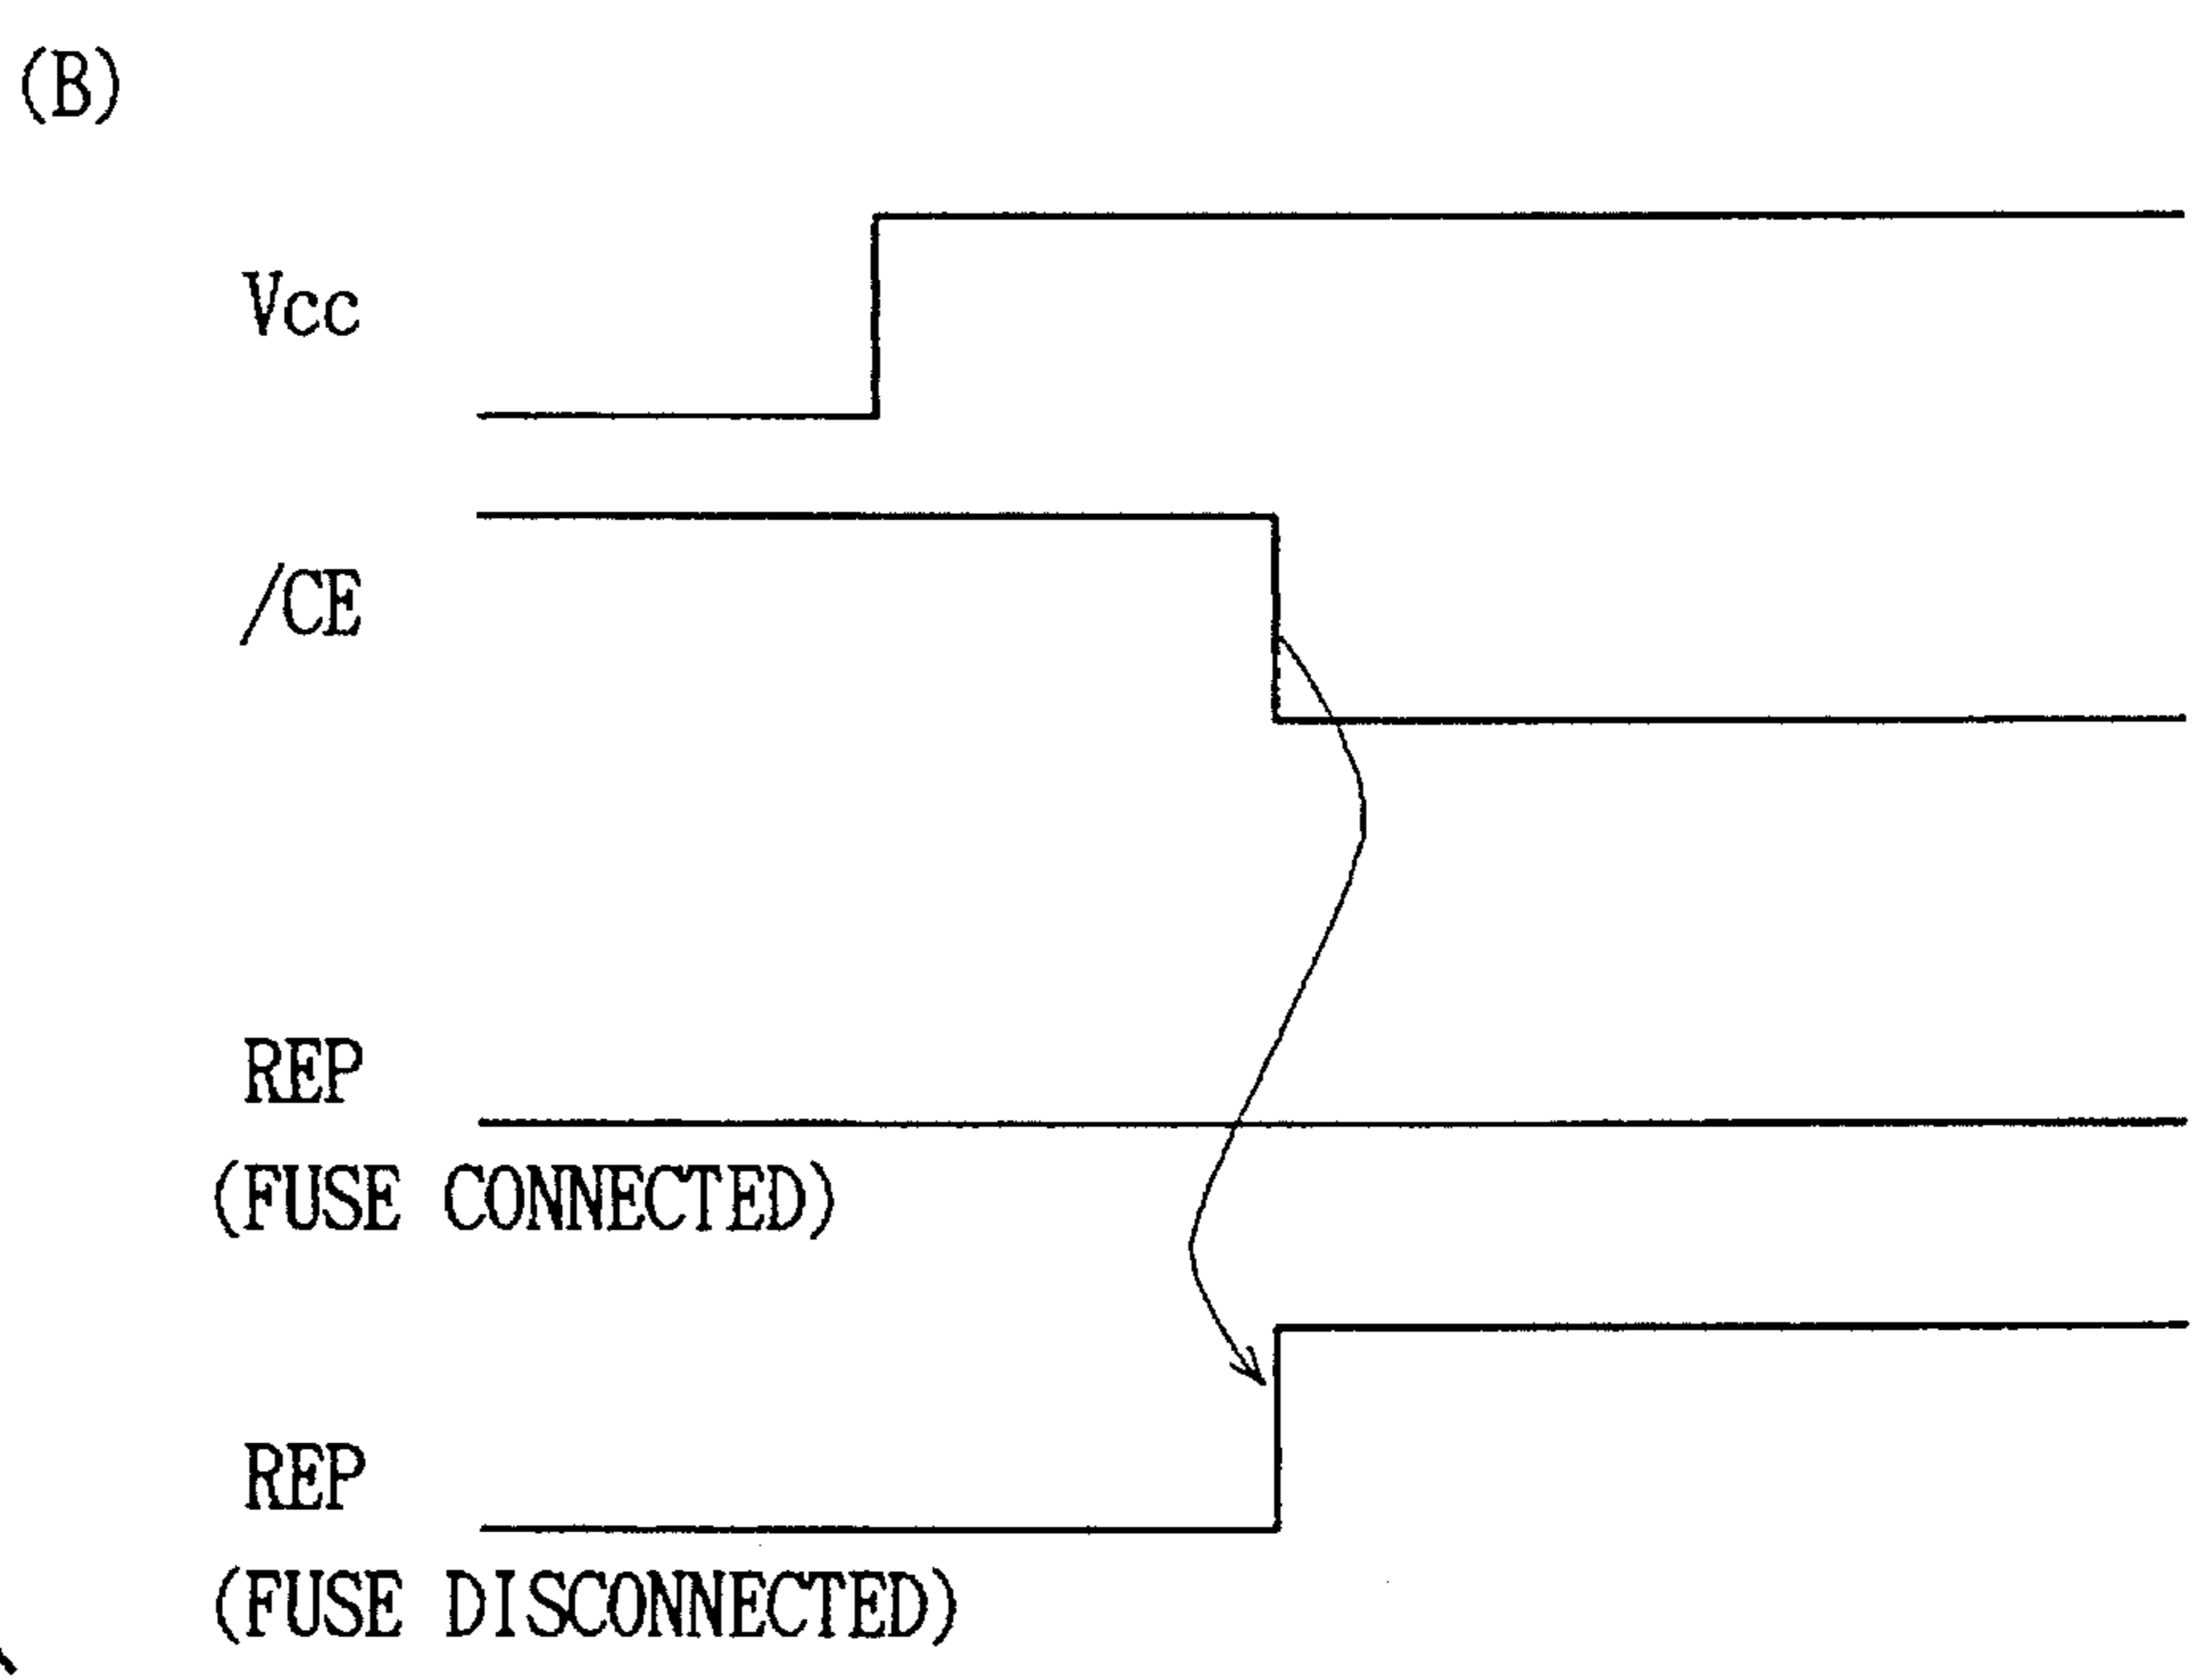 (B)
Vcc
/CE
REP
(FUSE CONNECTED)
REP
(FUSE DISCONNECTED)